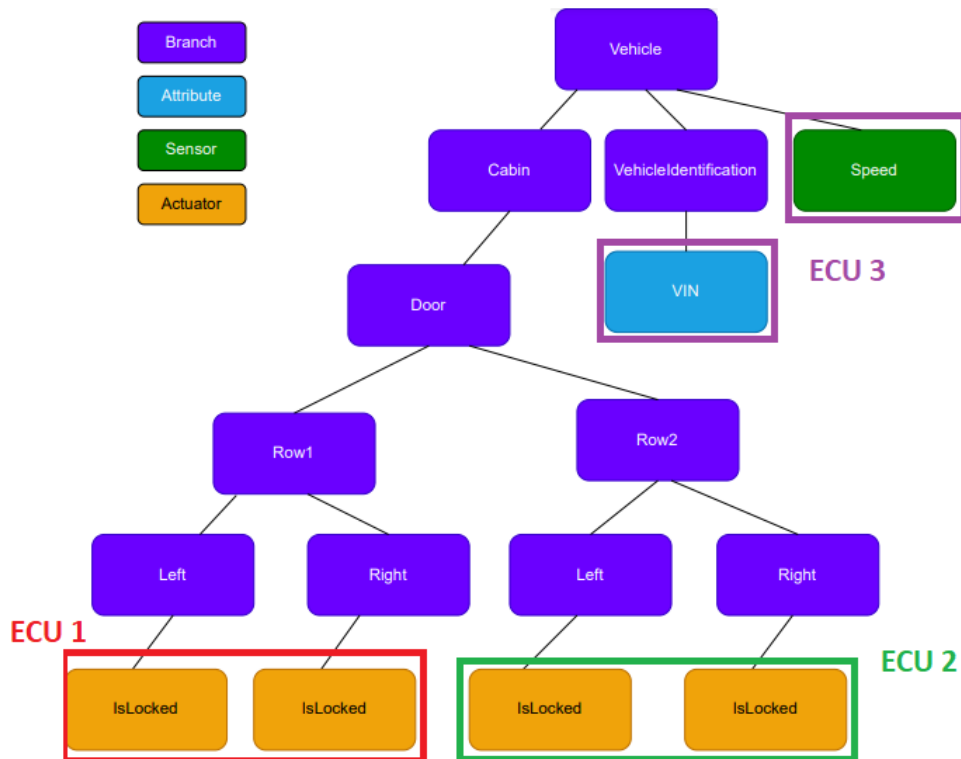 Branch
Vehicle
Attribute
Sensor
Cabin
VehicleIdentification
Speed
Actuator
ECU 3
Door
VIN
Row1
Row2
Left
Right
Left
Right
ECU 1
ECU 2
IsLocked
IsLocked
IsLocked
IsLocked